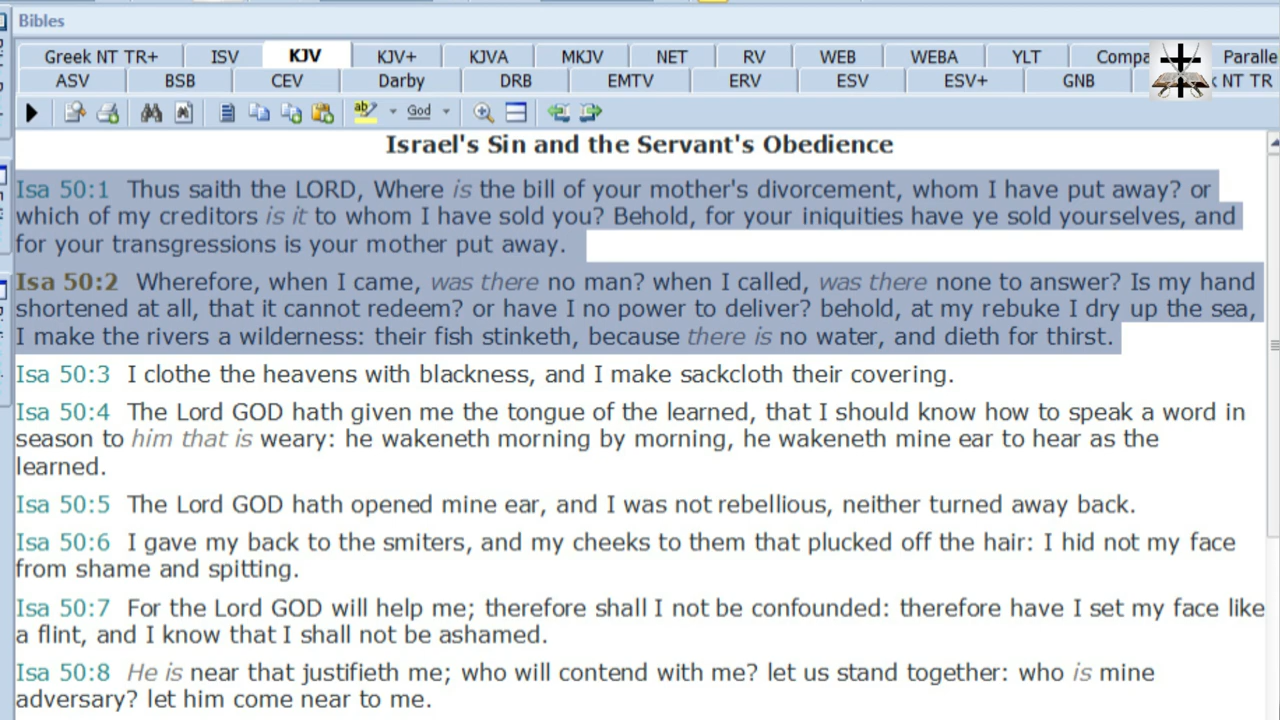 Bibles
Greek NT TR+ ISV KJV KJV+ KJVA MKJV NET RV WEB WEBA YLT Compa Paralle
ASV BSB CEV Darby DRB EMTV ERV ESV ESV+ GNB NT TR
God
Israel's Sin and the Servant's Obedience
Isa 50:1 Thus saith the LORD, Where is the bill of your mother's divorcement, whom I have put away? or
which of my creditors is it to whom I have sold you? Behold, for your iniquities have ye sold yourselves, and
for your transgressions is your mother put away.
Isa 50:2 Wherefore, when I came, was there no man? when I called, was there none to answer? Is my hand
shortened at all, that it cannot redeem? or have I no power to deliver? behold, at my rebuke I dry up the sea,
I make the rivers a wilderness: their fish stinketh, because there is no water, and dieth for thirst.
Isa 50:3 I clothe the heavens with blackness, and I make sackcloth their covering.
Isa 50:4 The Lord GOD hath given me the tongue of the learned, that I should know how to speak a word in
season to him that is weary: he wakeneth morning by morning, he wakeneth mine ear to hear as the
learned.
Isa 50:5 The Lord GOD hath opened mine ear, and I was not rebellious, neither turned away back.
Isa 50:6 I gave my back to the smiters, and my cheeks to them that plucked off the hair: I hid not my face
from shame and spitting.
Isa 50:7 For the Lord GOD will help me; therefore shall I not be confounded: therefore have I set my face like
a flint, and I know that I shall not be ashamed.
Isa 50:8 He is near that justifieth me; who will contend with me? let us stand together: who is mine
adversary? let him come near to me.